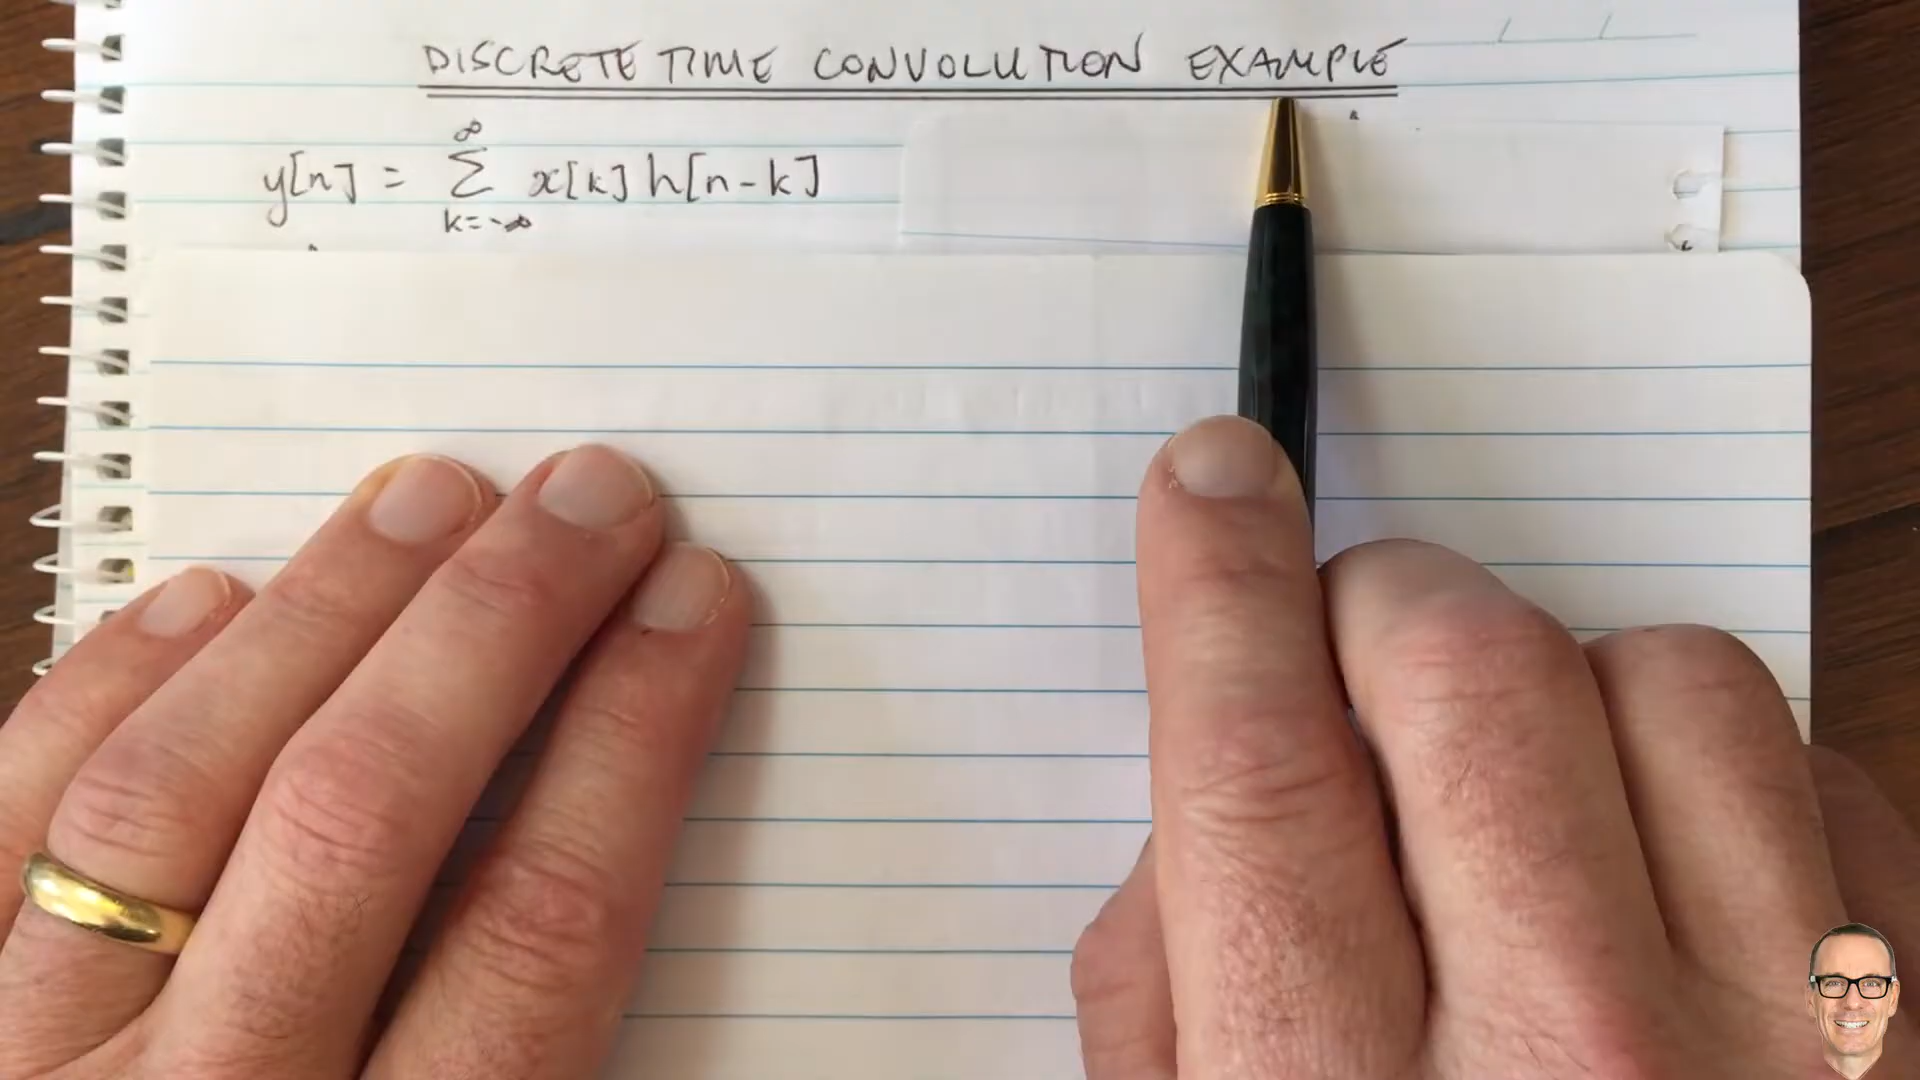 DISCRETE TIME CONVOLUTION EXAMPLE
y[n] = ∞∑k=-∞ x[k] h[n-k]